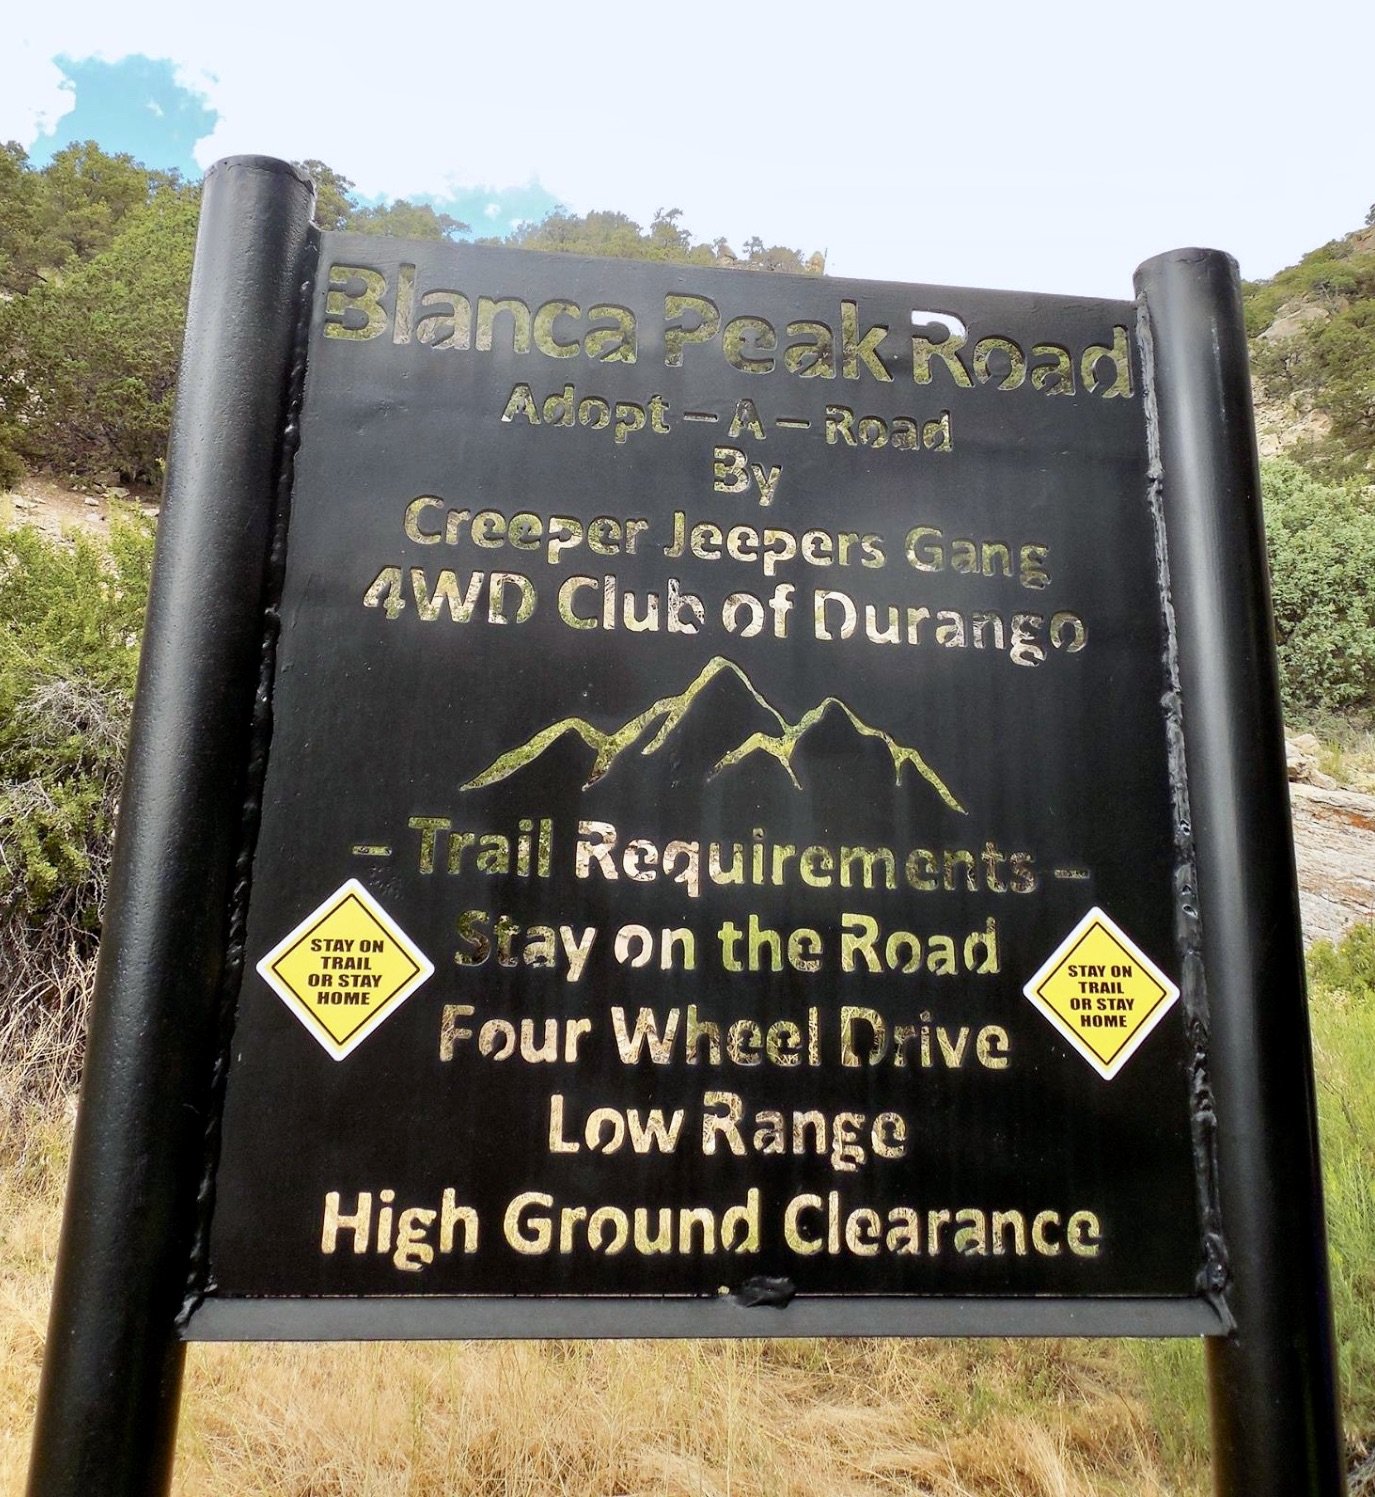 Blanca Peak Road
Adopt – A – Road
By
Creeper Jeepers Gang
4WD Club of Durango
– Trail Requirements –
Stay on the Road
Four Wheel Drive
Low Range
High Ground Clearance
STAY ON
TRAIL
OR STAY
HOME
STAY ON
TRAIL
OR STAY
HOME